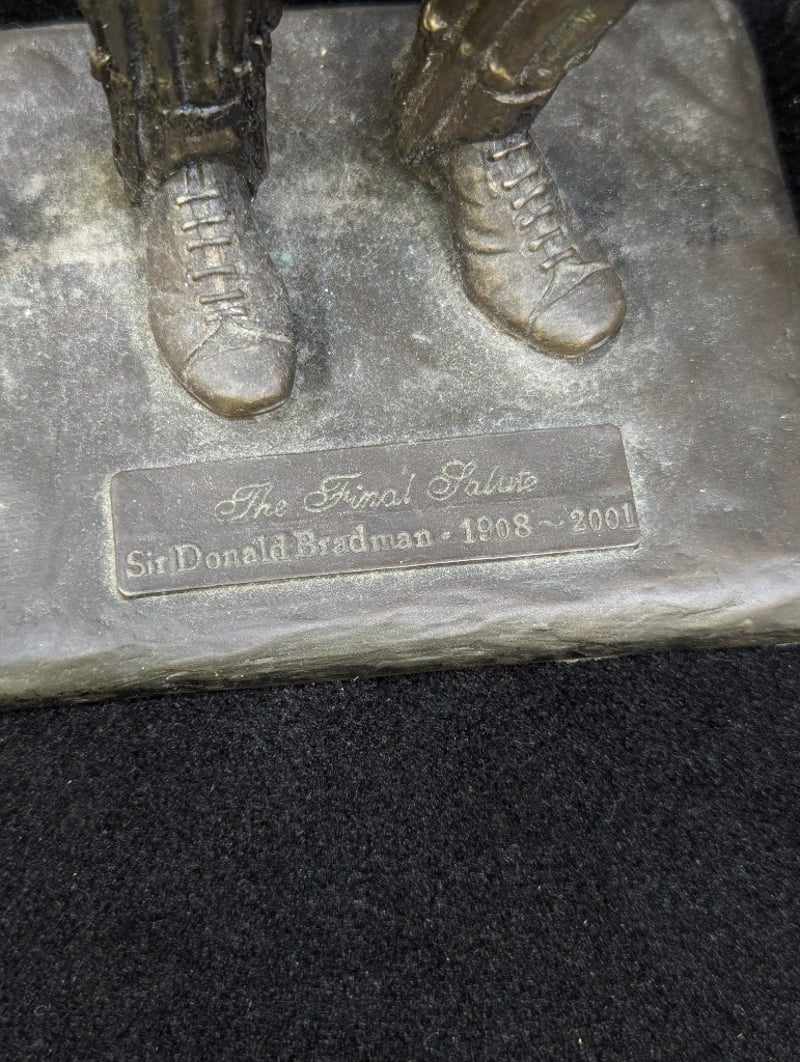 The Final Salute
Sir Donald Bradman • 1908 ~ 2001